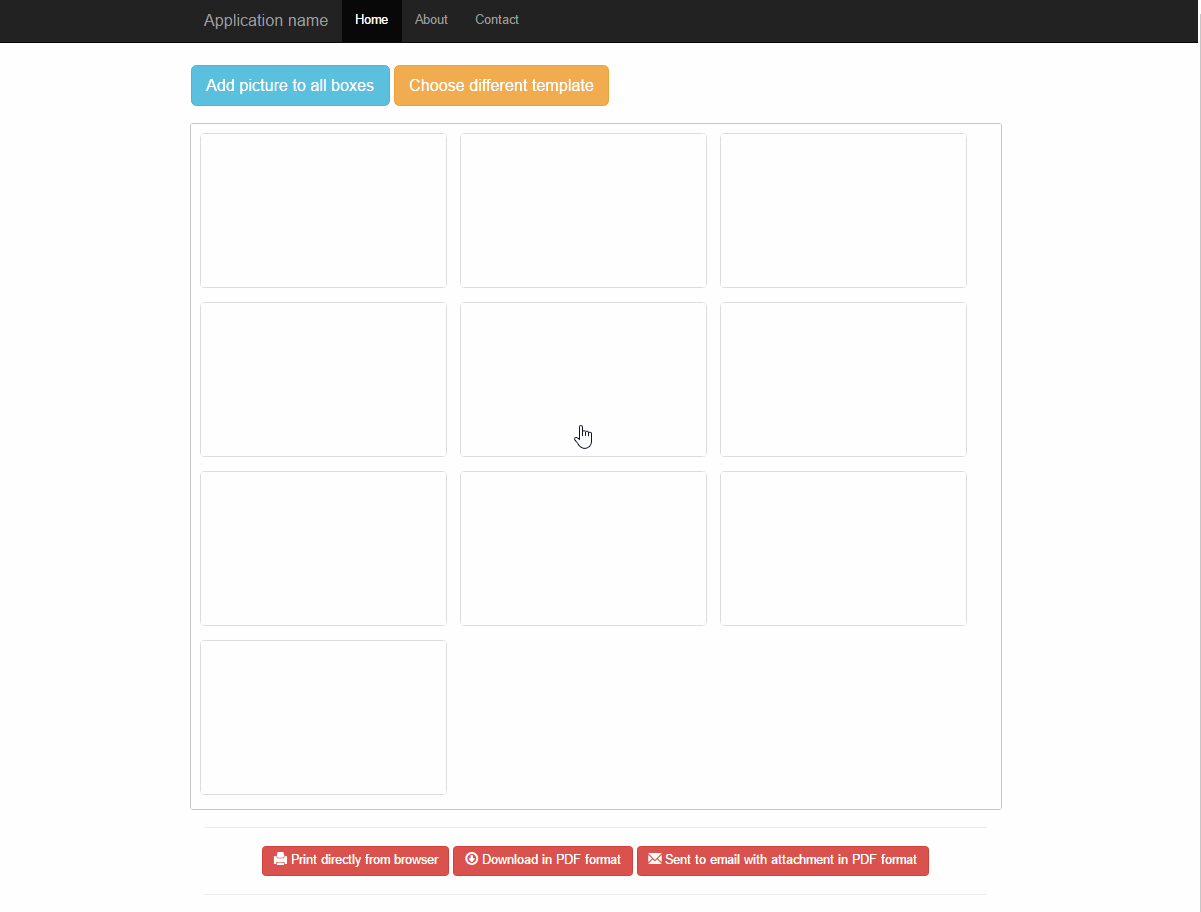 Application name Home About Contact
Add picture to all boxes Choose different template
Print directly from browser Download in PDF format Sent to email with attachment in PDF format